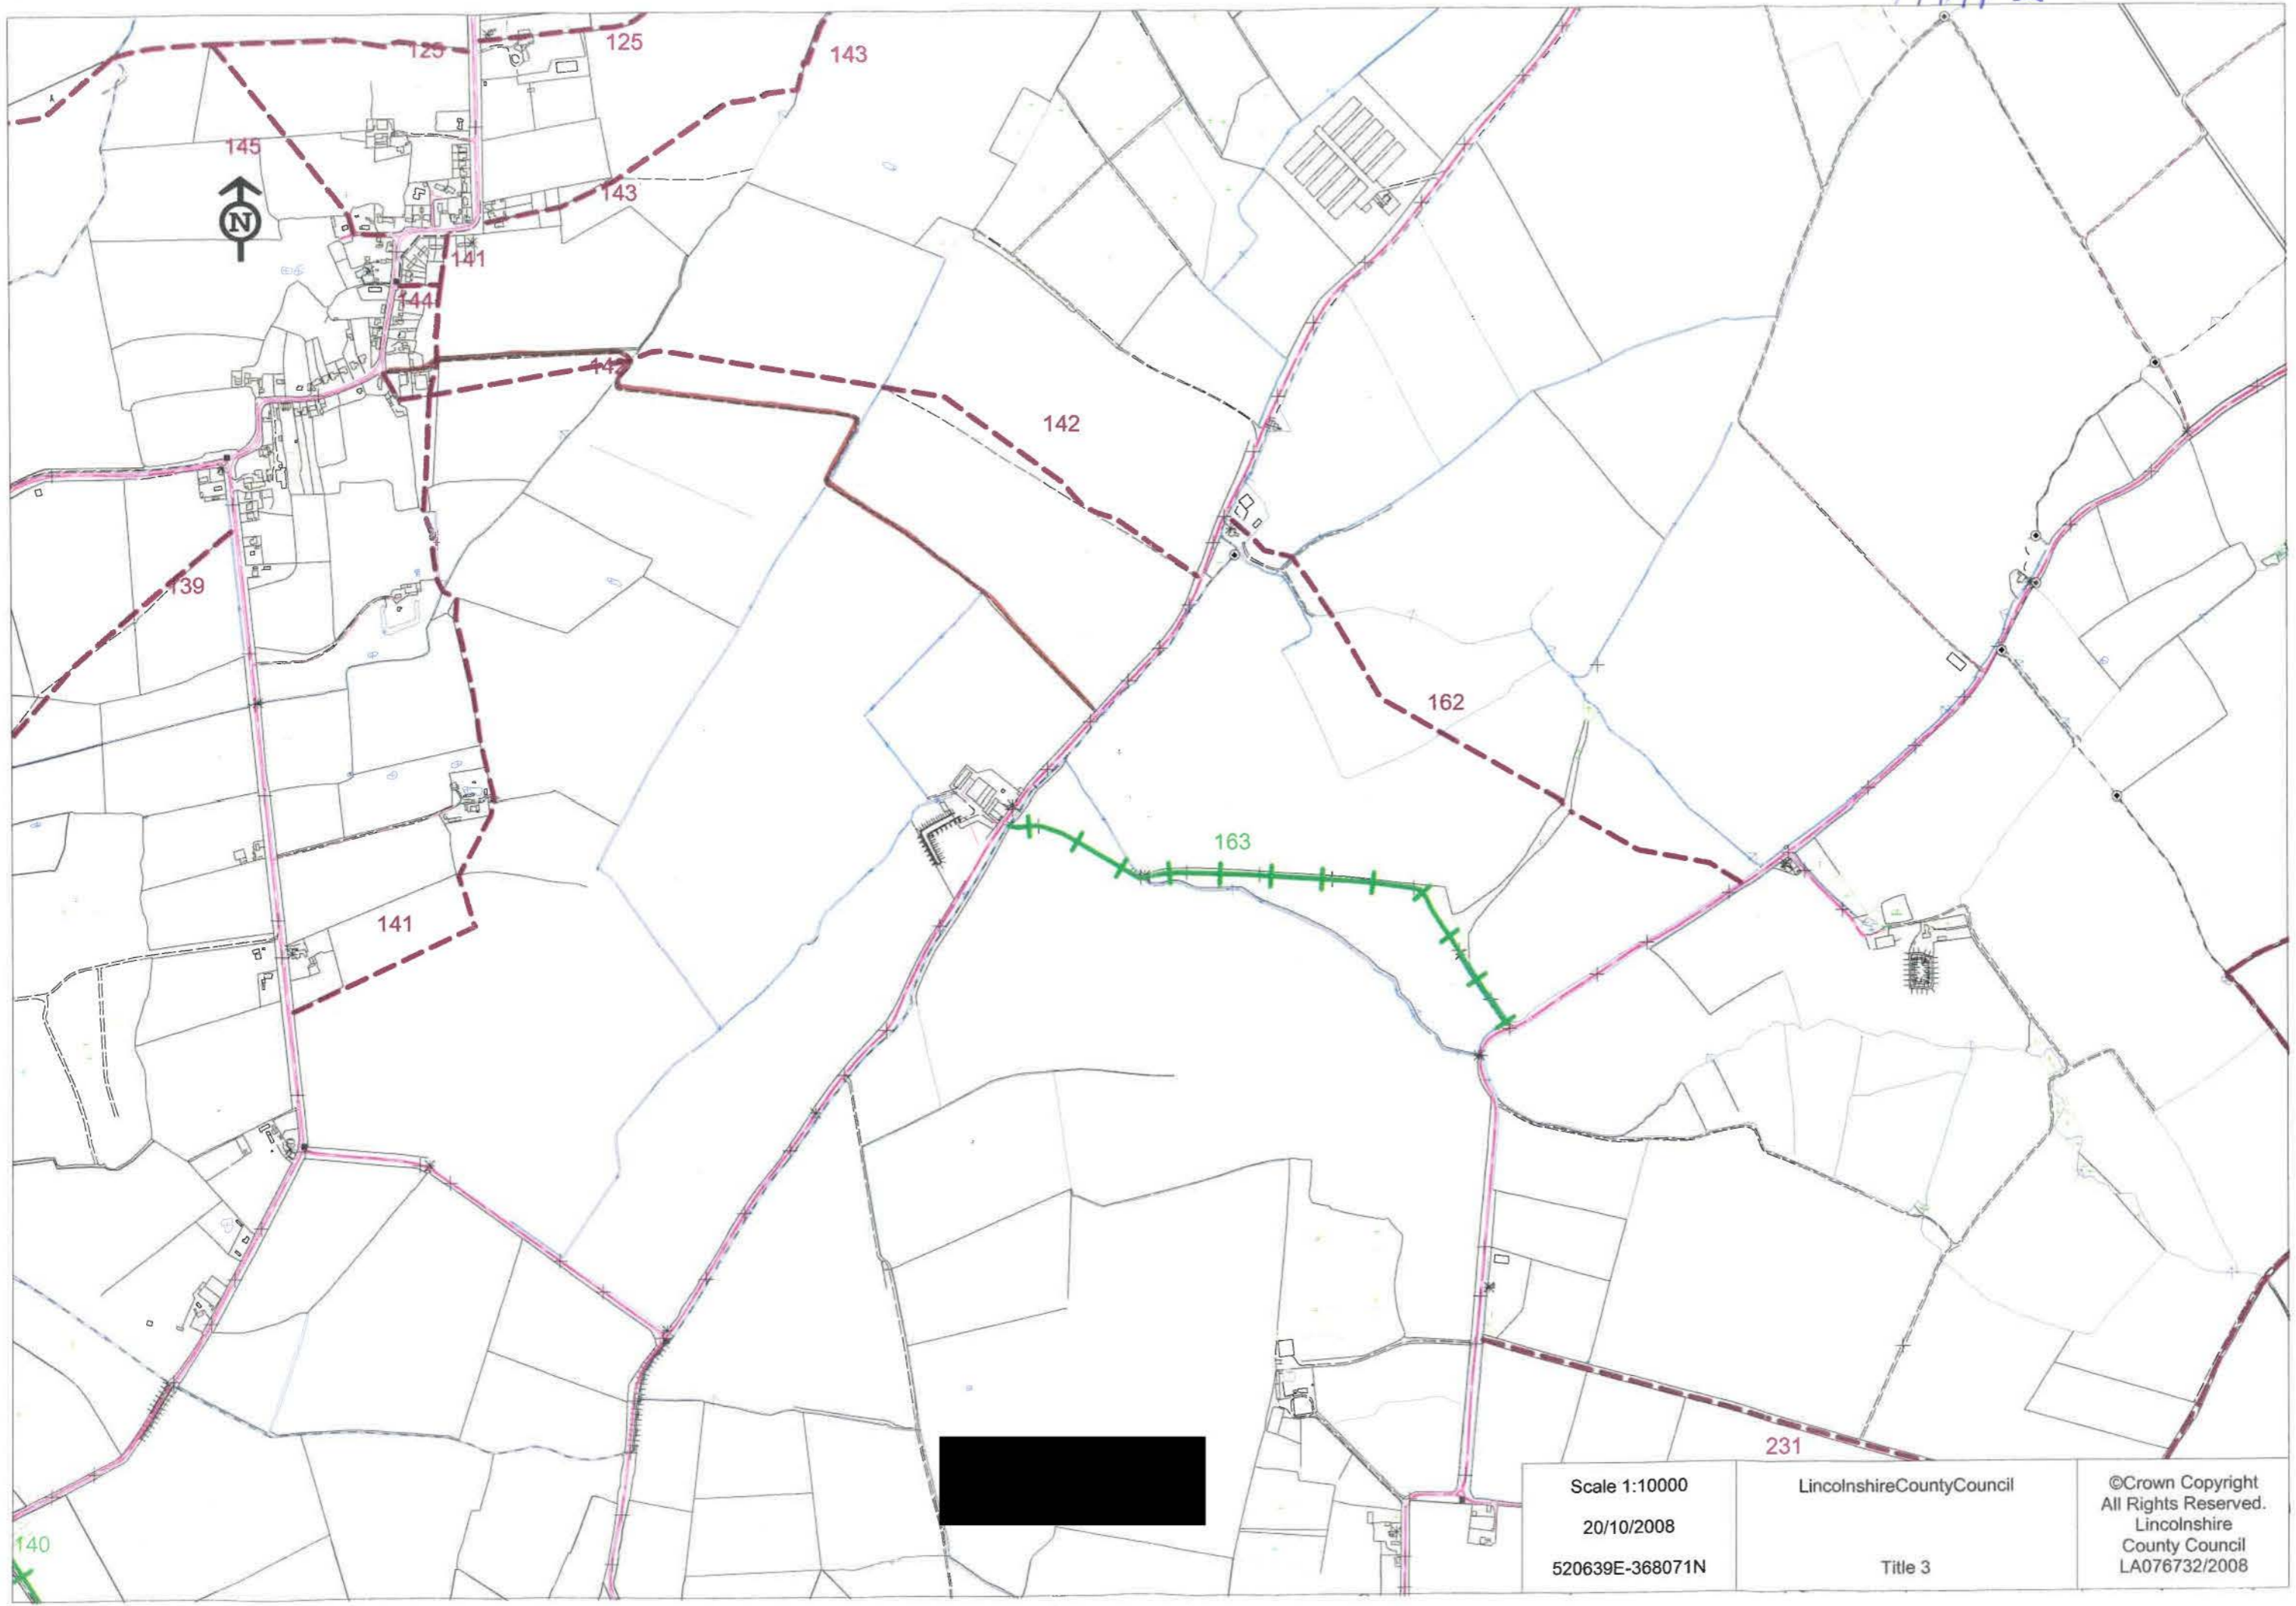 125
125
143
145
143
N
141
144
142
142
139
162
163
141
231
140
Scale 1:10000
20/10/2008
520639E-368071N
LincolnshireCountyCouncil
Title 3
©Crown Copyright
All Rights Reserved.
Lincolnshire
County Council
LA076732/2008